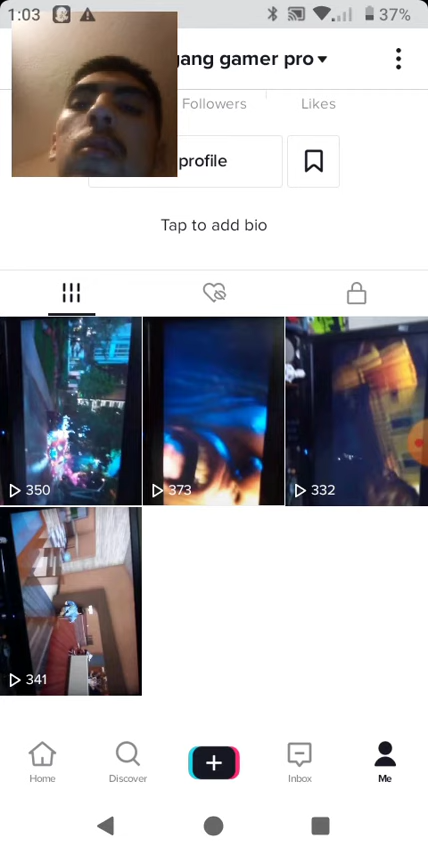 1:03 37%
gang gamer pro
Followers Likes
profile
Tap to add bio
350 373 332
341
Home Discover Inbox Me